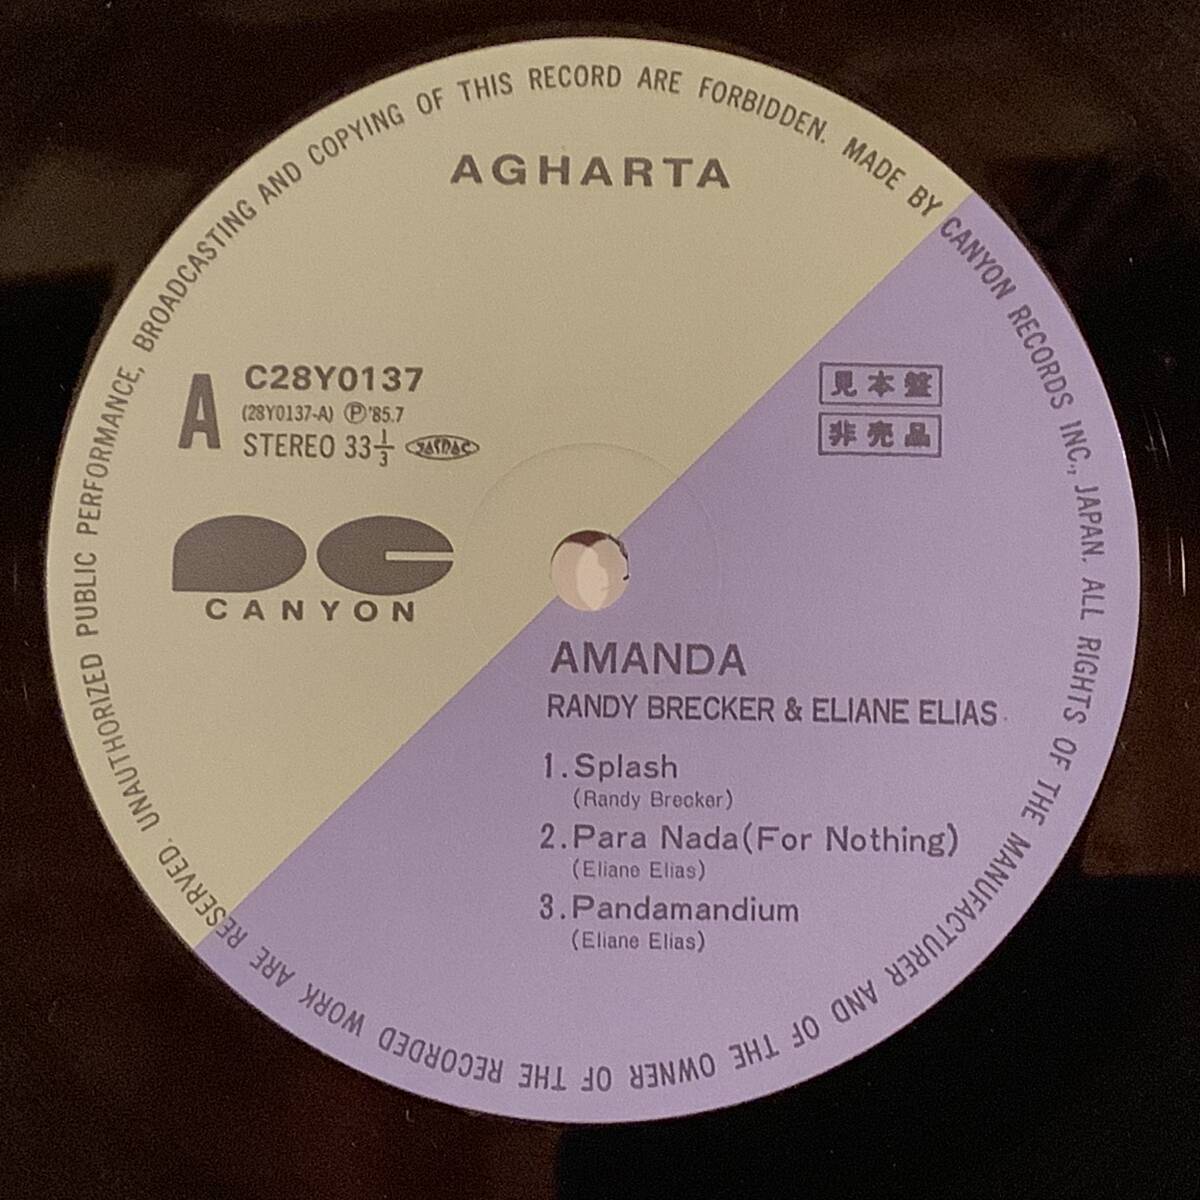 UNAUTHORIZED PUBLIC PERFORMANCE, BROADCASTING AND COPYING OF THIS RECORD ARE FORBIDDEN. MADE BY CANYON RECORDS INC., JAPAN. ALL RIGHTS OF THE MANUFACTURER AND OF THE OWNER OF THE RECORDED WORK ARE RESERVED.
AGHARTA
A
C28Y0137
(28Y0137-A) Ⓟ'85.7
STEREO 33 1/3 JASRAC
見本盤
非売品
CANYON
AMANDA
RANDY BRECKER & ELIANE ELIAS
1.Splash
(Randy Brecker)
2.Para Nada(For Nothing)
(Eliane Elias)
3.Pandamandium
(Eliane Elias)